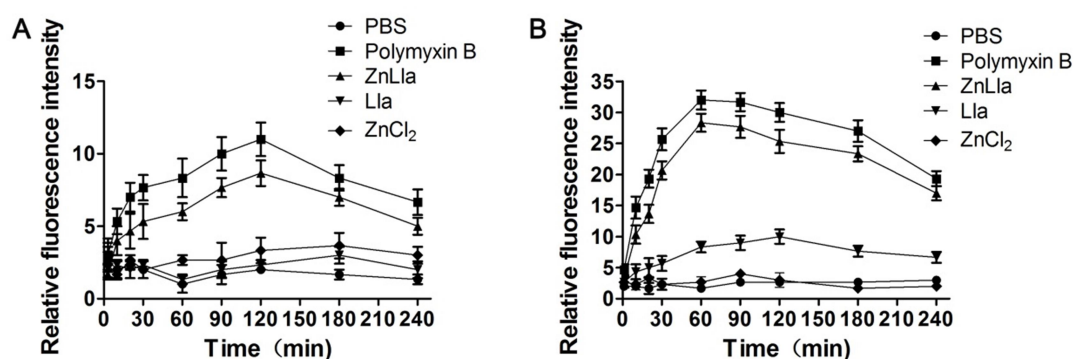 A
Relative fluorescence intensity
PBS
Polymyxin B
ZnLla
Lla
ZnCl₂
15
10
5
0
0 30 60 90 120 150 180 210 240
Time (min)
B
Relative fluorescence intensity
PBS
Polymyxin B
ZnLla
Lla
ZnCl₂
35
30
25
20
15
10
5
0
0 30 60 90 120 150 180 210 240
Time (min)